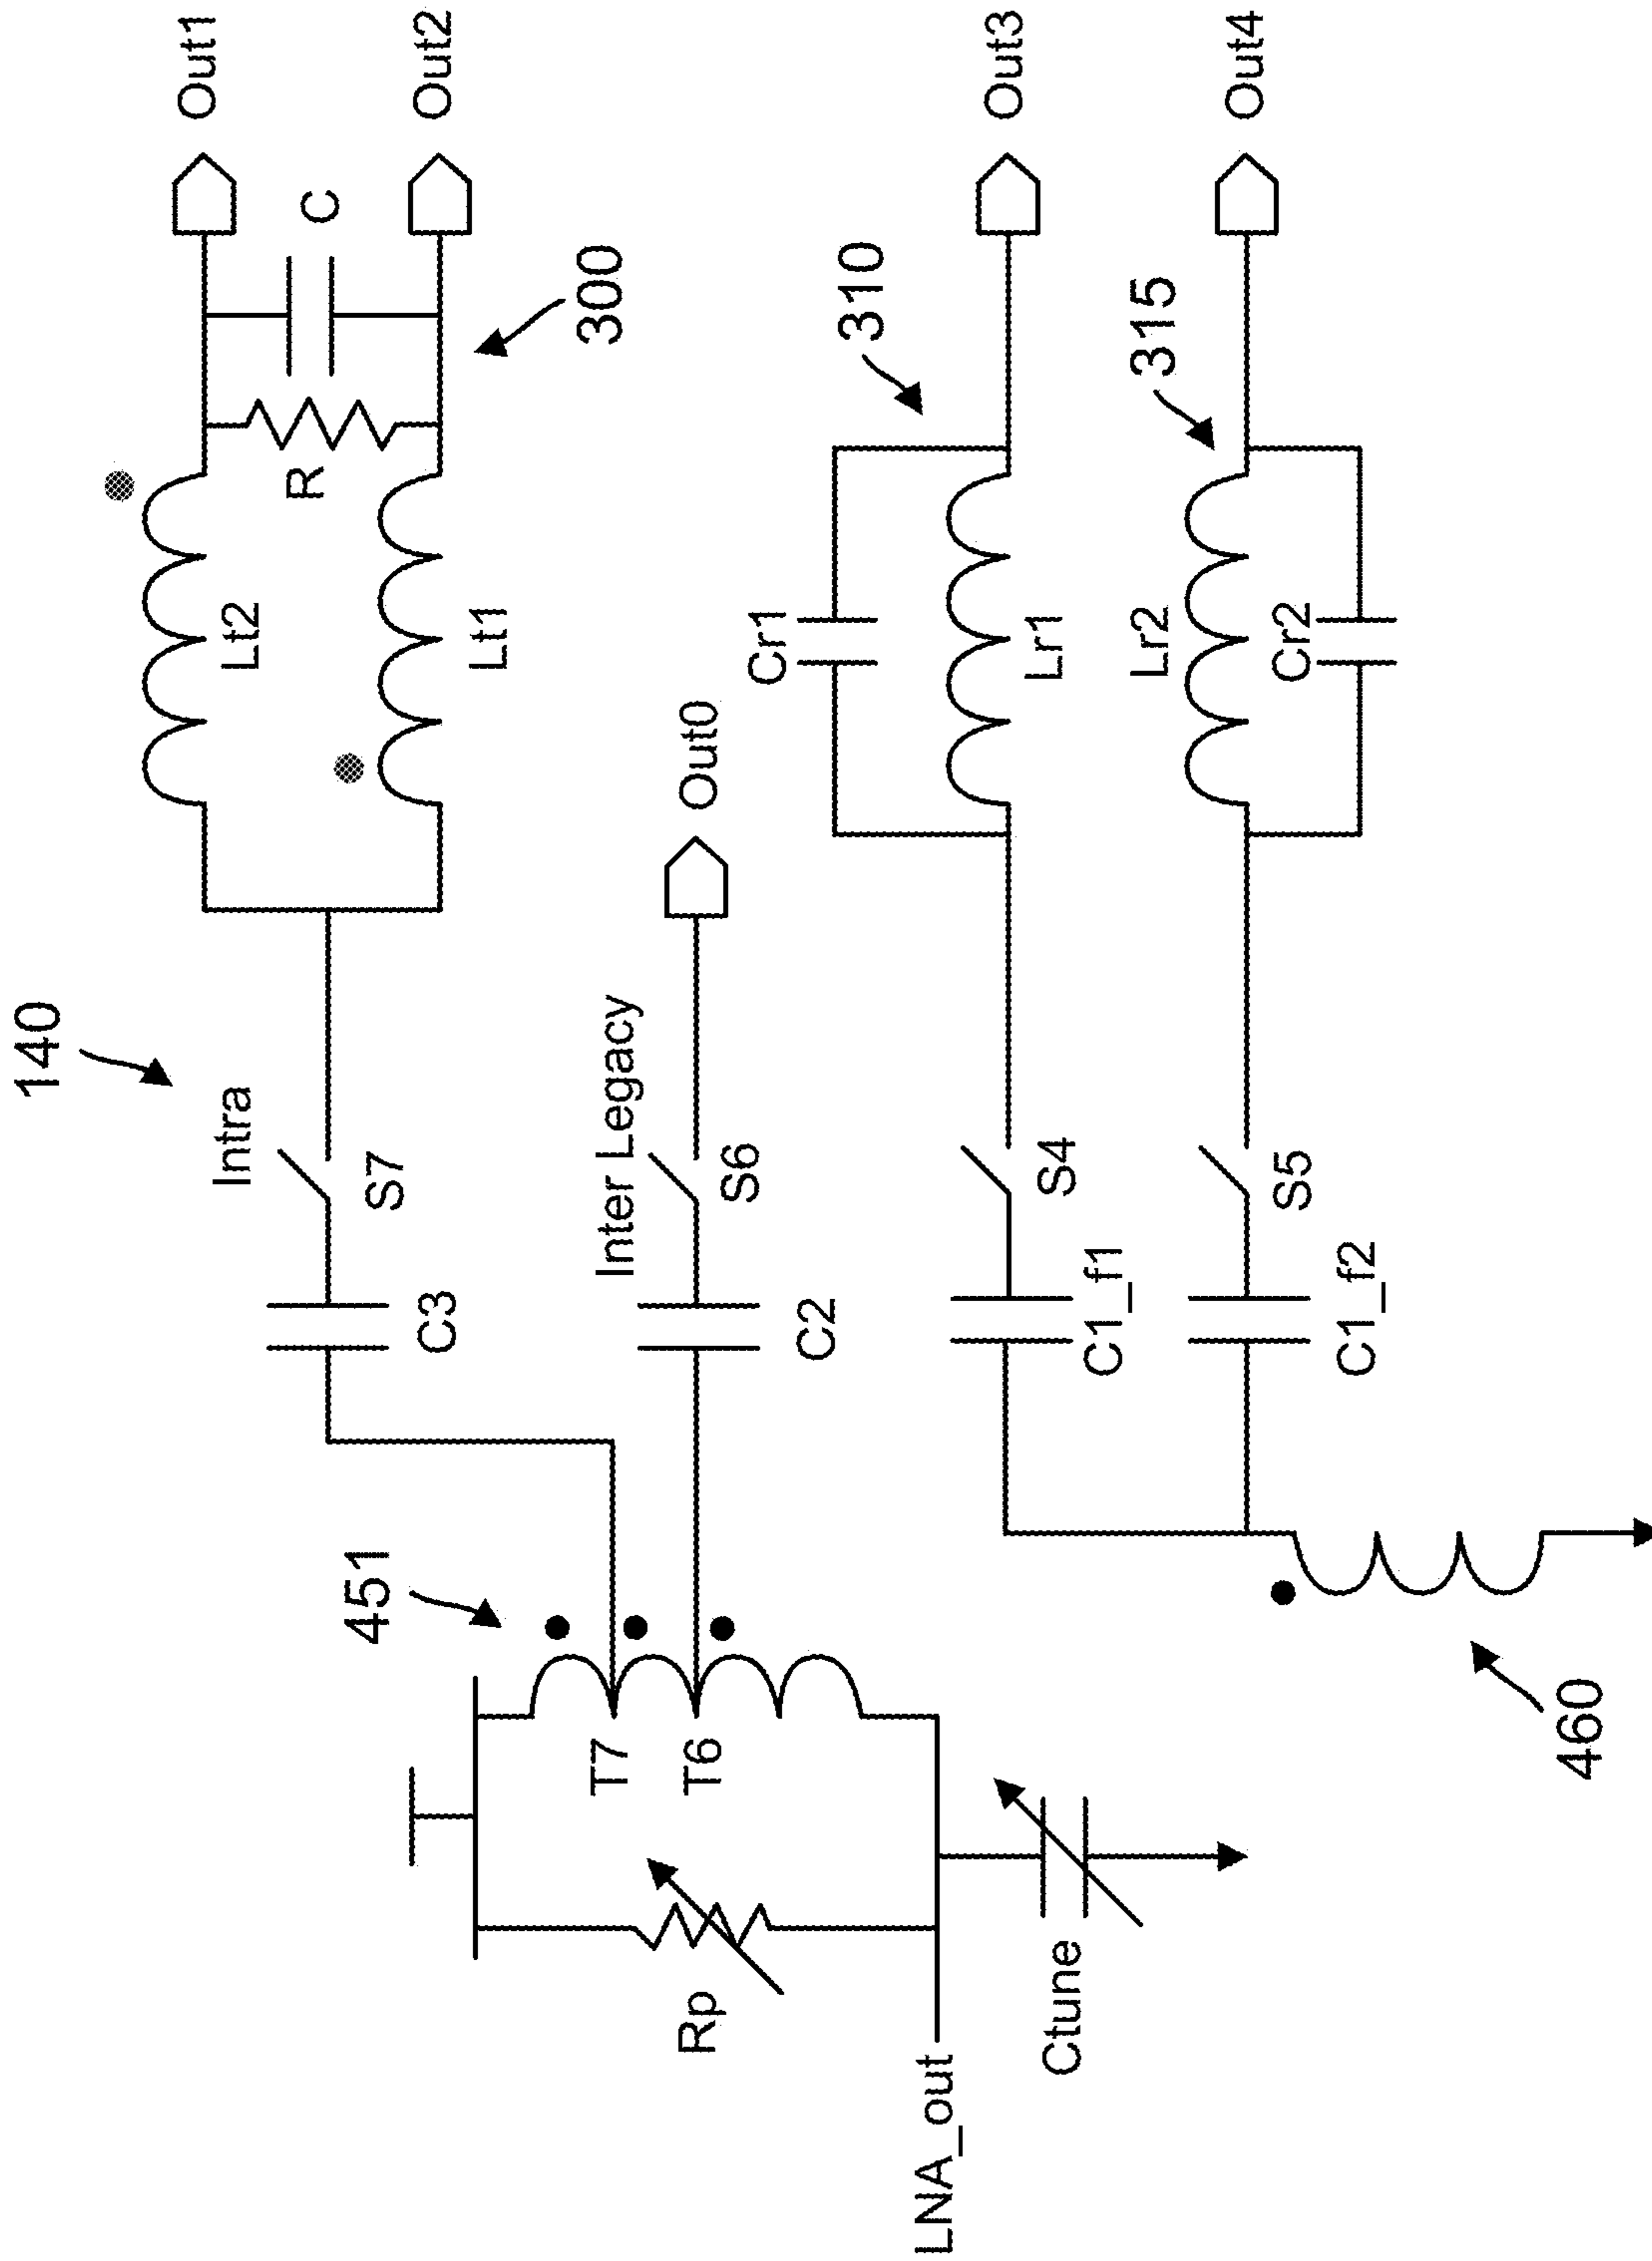 140
Intra
S7
C3
451
T7
T6
Rp
LNA_out
Ctune
Inter Legacy
S6
C2
Out0
Lt2
Lt1
R
C
300
Out1
Out2
Cr1
Lr1
310
Out3
S4
C1_f1
Lr2
Cr2
315
Out4
S5
C1_f2
460